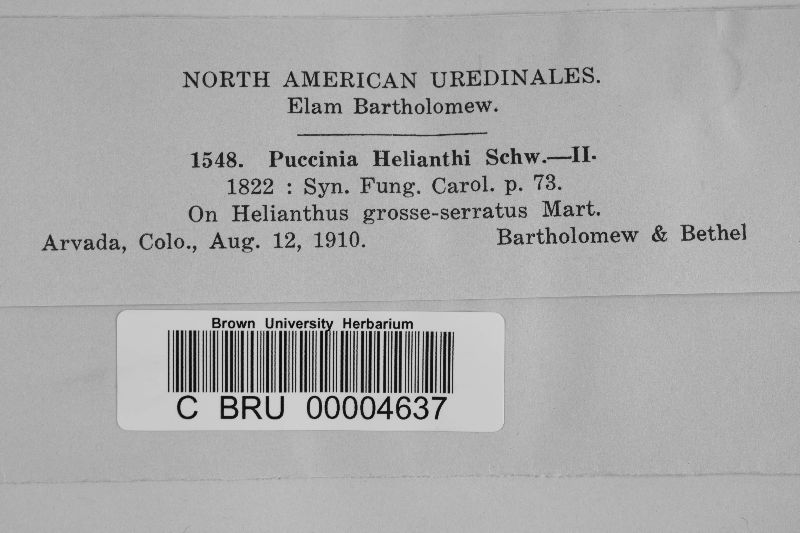 NORTH AMERICAN UREDINALES.
Elam Bartholomew.
1548. Puccinia Helianthi Schw.—II.
1822 : Syn. Fung. Carol. p. 73.
On Helianthus grosse-serratus Mart.
Arvada, Colo., Aug. 12, 1910. Bartholomew & Bethel
Brown University Herbarium
C BRU 00004637